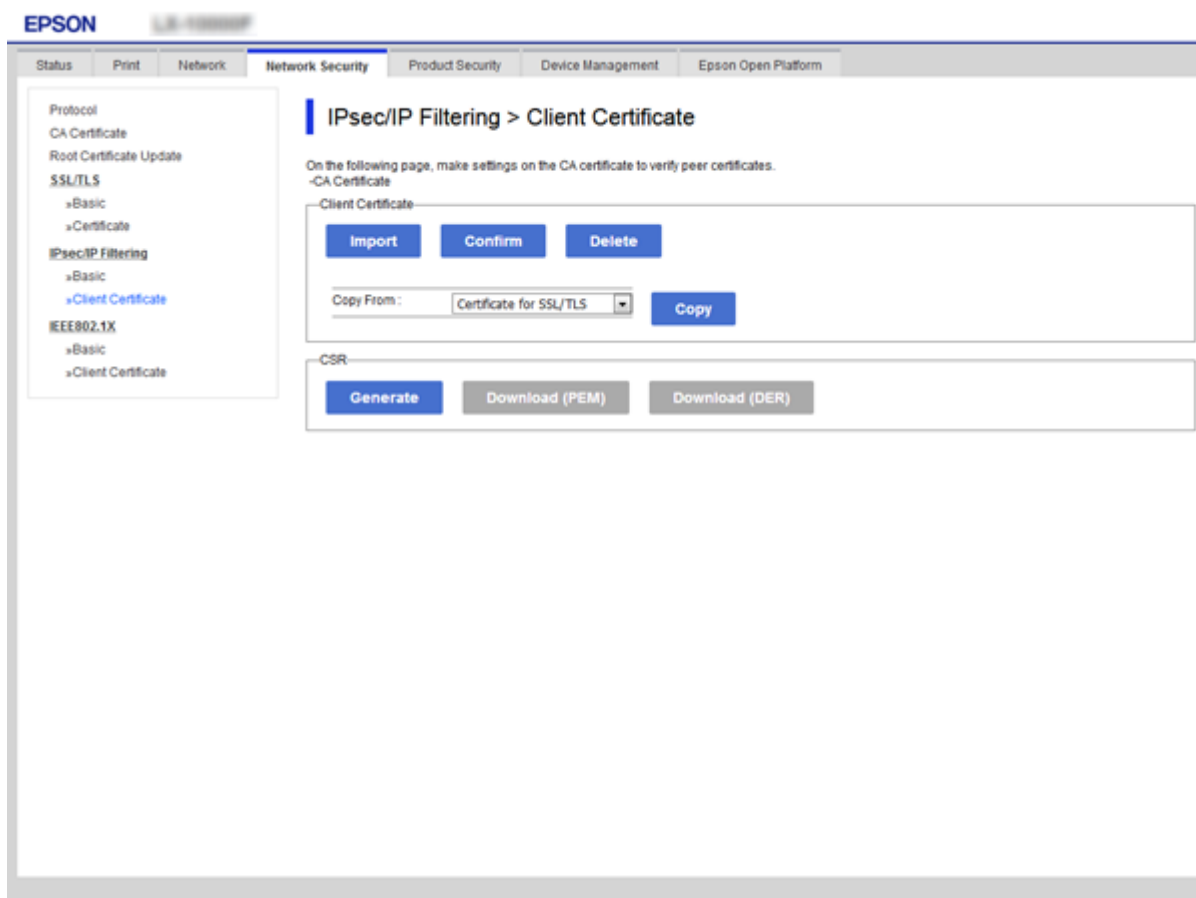 EPSON
Status Print Network Network Security Product Security Device Management Epson Open Platform
Protocol
CA Certificate
Root Certificate Update
SSL/TLS
»Basic
»Certificate
IPsec/IP Filtering
»Basic
»Client Certificate
IEEE802.1X
»Basic
»Client Certificate
IPsec/IP Filtering > Client Certificate
On the following page, make settings on the CA certificate to verify peer certificates.
-CA Certificate
Client Certificate
Import Confirm Delete
Copy From : Certificate for SSL/TLS Copy
CSR
Generate Download (PEM) Download (DER)